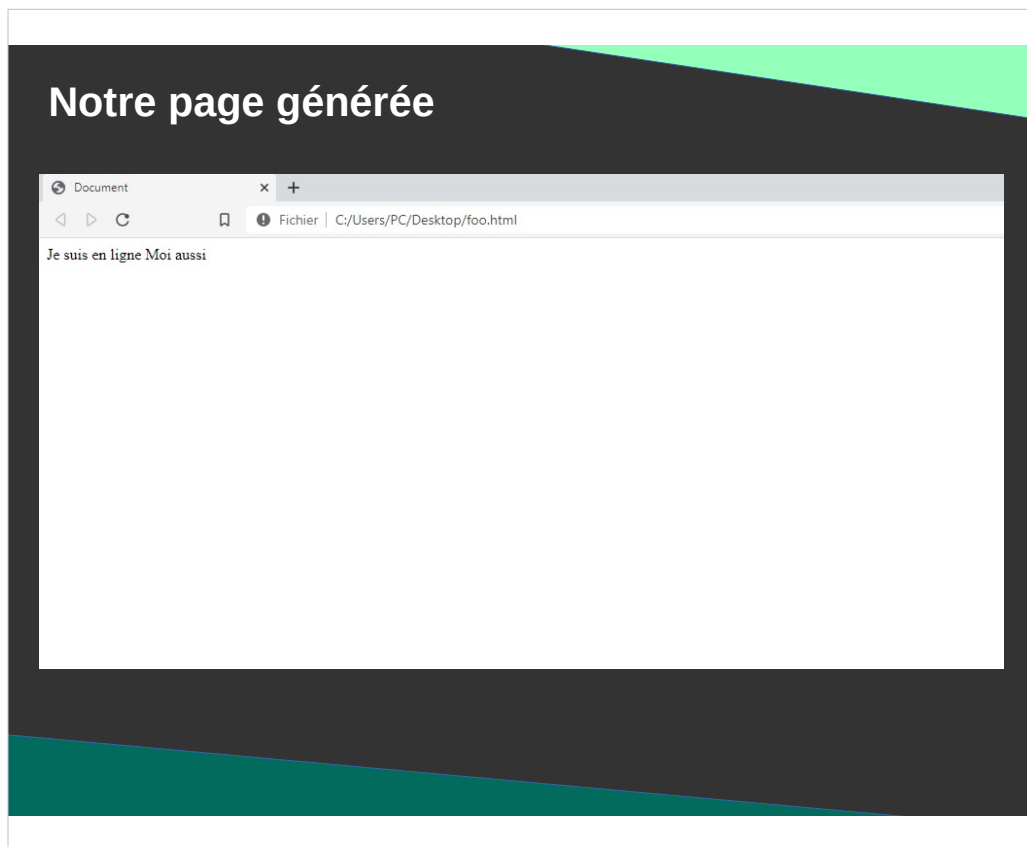 Notre page générée
Document
Fichier | C:/Users/PC/Desktop/foo.html
Je suis en ligne Moi aussi